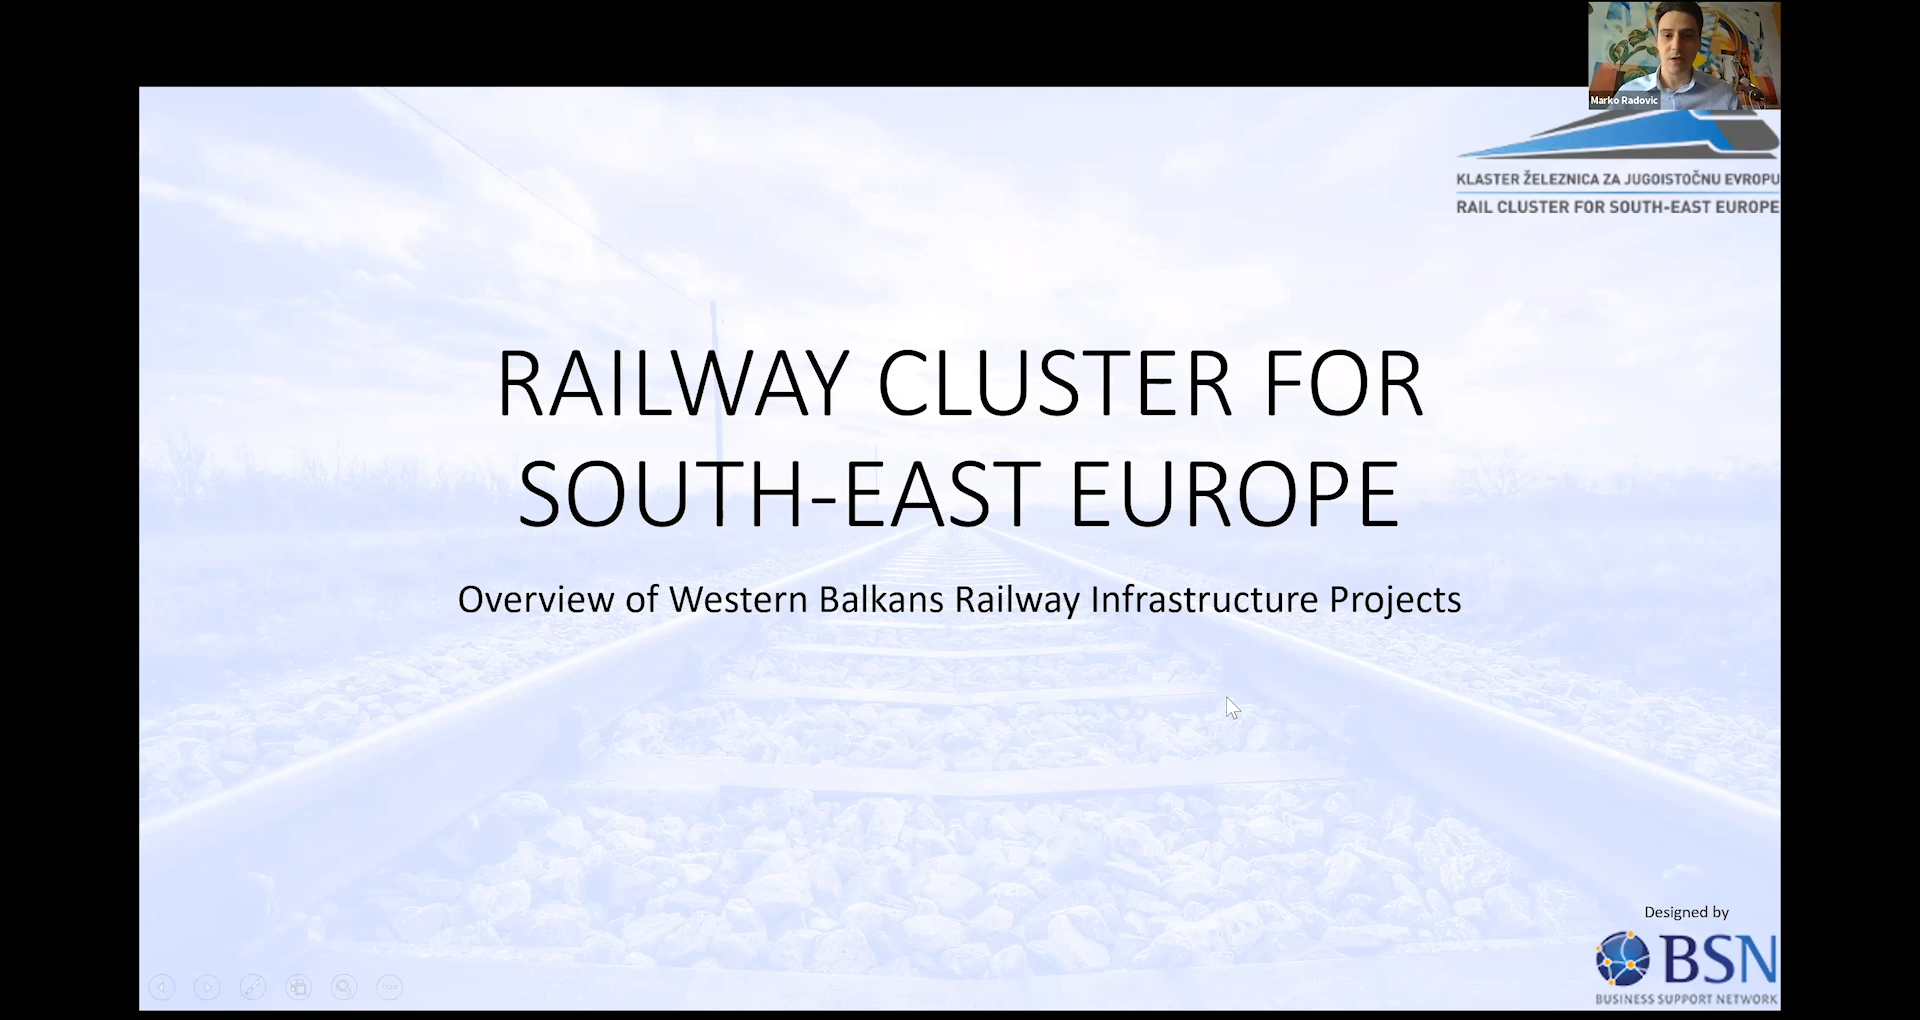 Marko Radovic
KLASTER ŽELEZNICA ZA JUGOISTOČNU EVROPU
RAIL CLUSTER FOR SOUTH-EAST EUROPE
RAILWAY CLUSTER FOR
SOUTH-EAST EUROPE
Overview of Western Balkans Railway Infrastructure Projects
Designed by
BSN
BUSINESS SUPPORT NETWORK